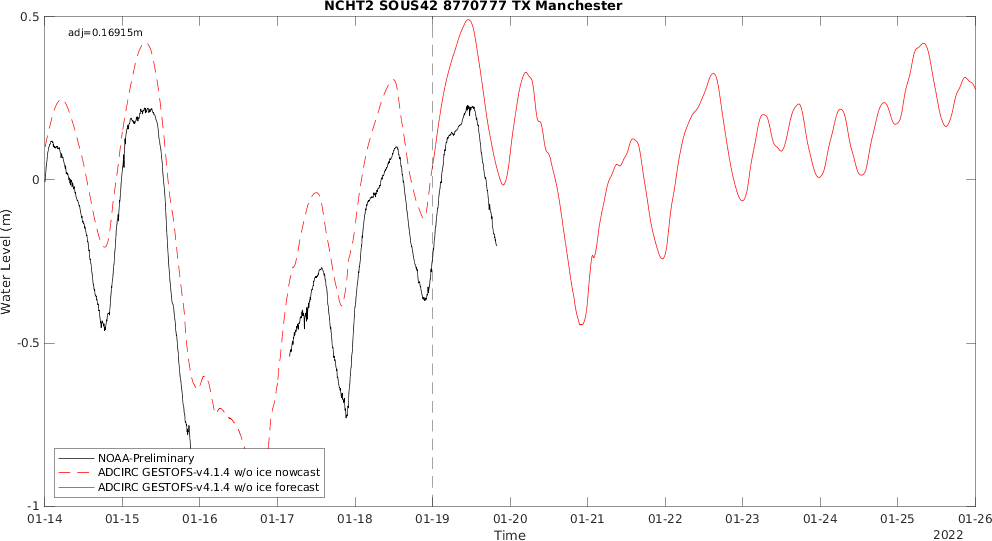 NCHT2 SOUS42 8770777 TX Manchester
adj=0.16915m
0.5
0
-0.5
-1
Water Level (m)
NOAA-Preliminary
ADCIRC GESTOFS-v4.1.4 w/o ice nowcast
ADCIRC GESTOFS-v4.1.4 w/o ice forecast
01-14 01-15 01-16 01-17 01-18 01-19 01-20 01-21 01-22 01-23 01-24 01-25 01-26
Time
2022